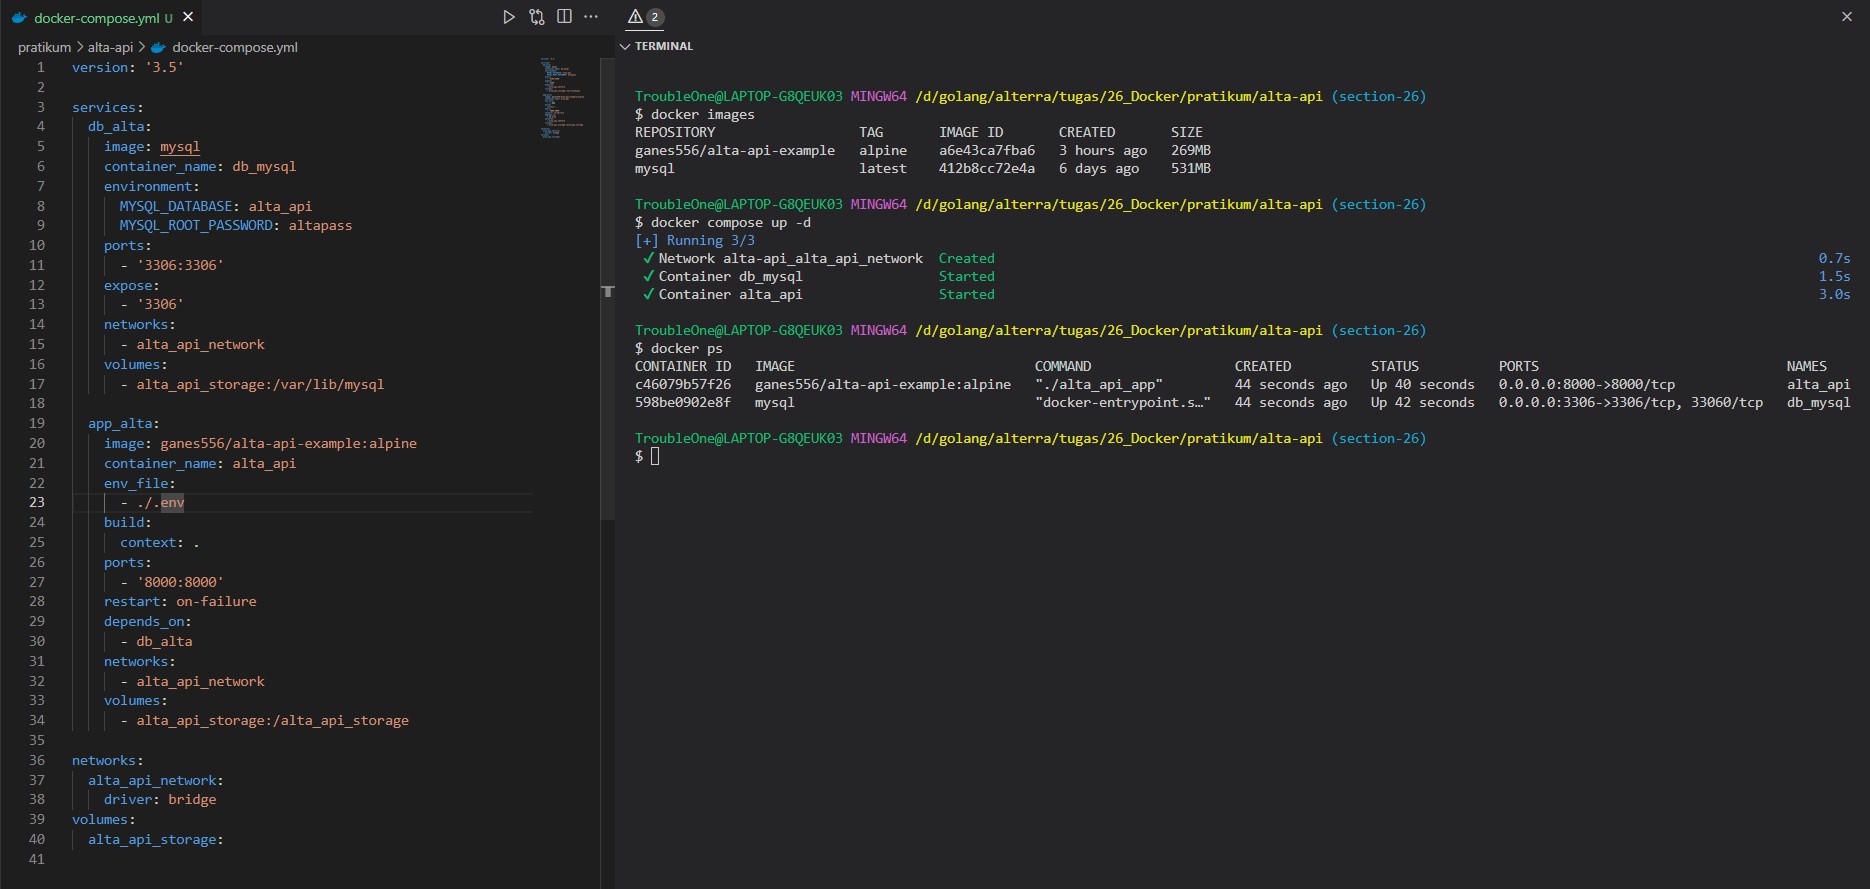 docker-compose.yml U
pratikum > alta-api > docker-compose.yml
1 version: '3.5'
2
3 services:
4   db_alta:
5     image: mysql
6     container_name: db_mysql
7     environment:
8       MYSQL_DATABASE: alta_api
9       MYSQL_ROOT_PASSWORD: altapass
10     ports:
11       - '3306:3306'
12     expose:
13       - '3306'
14     networks:
15       - alta_api_network
16     volumes:
17       - alta_api_storage:/var/lib/mysql
18
19   app_alta:
20     image: ganes556/alta-api-example:alpine
21     container_name: alta_api
22     env_file:
23       - ./.env
24     build:
25       context: .
26     ports:
27       - '8000:8000'
28     restart: on-failure
29     depends_on:
30       - db_alta
31     networks:
32       - alta_api_network
33     volumes:
34       - alta_api_storage:/alta_api_storage
35
36 networks:
37   alta_api_network:
38     driver: bridge
39 volumes:
40   alta_api_storage:
41
2
TERMINAL
TroubleOne@LAPTOP-G8QEUK03 MINGW64 /d/golang/alterra/tugas/26_Docker/pratikum/alta-api (section-26)
$ docker images
REPOSITORY                  TAG       IMAGE ID       CREATED       SIZE
ganes556/alta-api-example   alpine    a6e43ca7fba6   3 hours ago   269MB
mysql                       latest    412b8cc72e4a   6 days ago    531MB
TroubleOne@LAPTOP-G8QEUK03 MINGW64 /d/golang/alterra/tugas/26_Docker/pratikum/alta-api (section-26)
$ docker compose up -d
[+] Running 3/3
✓ Network alta-api_alta_api_network  Created  0.7s
✓ Container db_mysql                 Started  1.5s
✓ Container alta_api                 Started  3.0s
TroubleOne@LAPTOP-G8QEUK03 MINGW64 /d/golang/alterra/tugas/26_Docker/pratikum/alta-api (section-26)
$ docker ps
CONTAINER ID   IMAGE                              COMMAND                  CREATED          STATUS          PORTS                               NAMES
c46079b57f26   ganes556/alta-api-example:alpine   "./alta_api_app"         44 seconds ago   Up 40 seconds   0.0.0.0:8000->8000/tcp              alta_api
598be0902e8f   mysql                              "docker-entrypoint.s…"   44 seconds ago   Up 42 seconds   0.0.0.0:3306->3306/tcp, 33060/tcp   db_mysql
TroubleOne@LAPTOP-G8QEUK03 MINGW64 /d/golang/alterra/tugas/26_Docker/pratikum/alta-api (section-26)
$